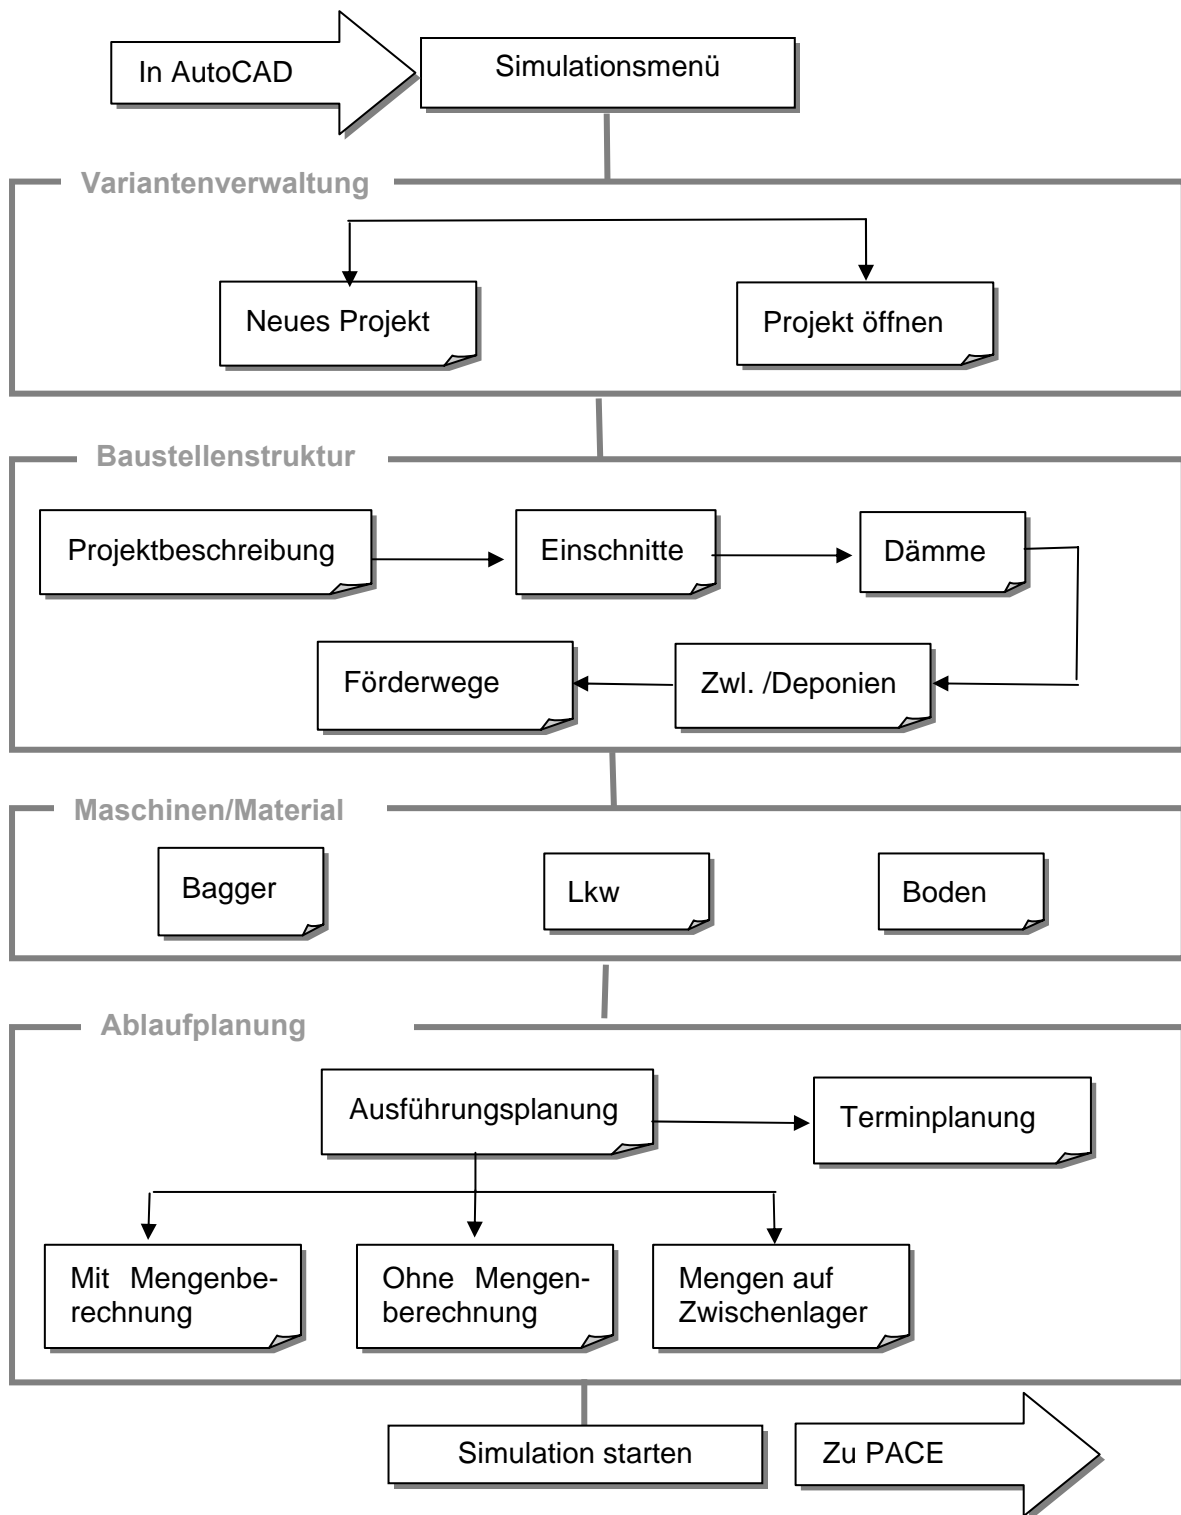 In AutoCAD
Simulationsmenü
Variantenverwaltung
Neues Projekt
Projekt öffnen
Baustellenstruktur
Projektbeschreibung
Einschnitte
Dämme
Förderwege
Zwl. /Deponien
Maschinen/Material
Bagger
Lkw
Boden
Ablaufplanung
Ausführungsplanung
Terminplanung
Mit Mengenbe-
rechnung
Ohne Mengen-
berechnung
Mengen auf
Zwischenlager
Simulation starten
Zu PACE